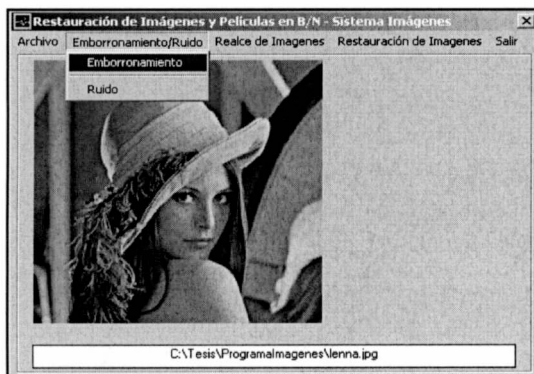 Restauración de Imágenes y Películas en B/N - Sistema Imágenes
Archivo Emborronamiento/Ruido Realce de Imagenes Restauración de Imagenes Salir
Emborronamiento
Ruido
C:\Tesis\ProgramaImagenes\lenna.jpg